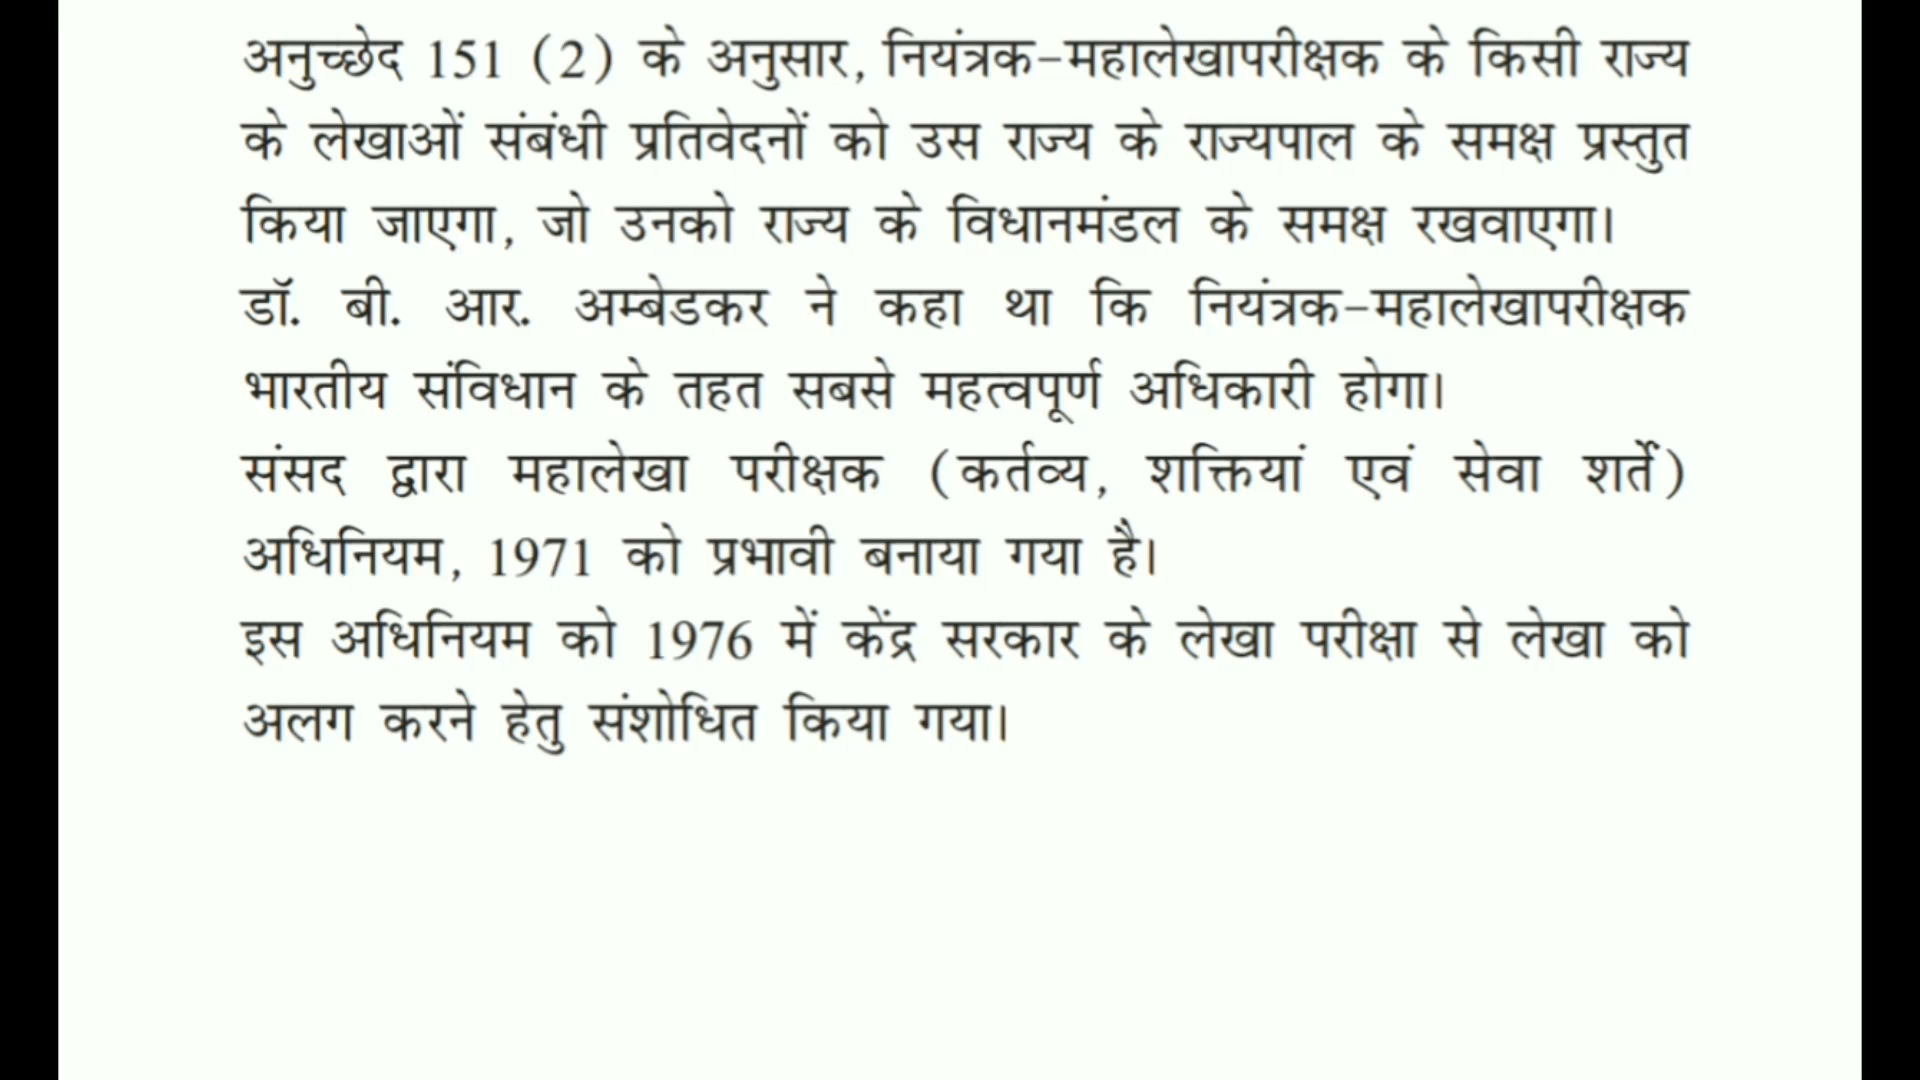 अनुच्छेद 151 (2) के अनुसार, नियंत्रक-महालेखापरीक्षक के किसी राज्य
के लेखाओं संबंधी प्रतिवेदनों को उस राज्य के राज्यपाल के समक्ष प्रस्तुत
किया जाएगा, जो उनको राज्य के विधानमंडल के समक्ष रखवाएगा।
डॉ. बी. आर. अम्बेडकर ने कहा था कि नियंत्रक-महालेखापरीक्षक
भारतीय संविधान के तहत सबसे महत्वपूर्ण अधिकारी होगा।
संसद द्वारा महालेखा परीक्षक (कर्तव्य, शक्तियां एवं सेवा शर्तें)
अधिनियम, 1971 को प्रभावी बनाया गया है।
इस अधिनियम को 1976 में केंद्र सरकार के लेखा परीक्षा से लेखा को
अलग करने हेतु संशोधित किया गया।